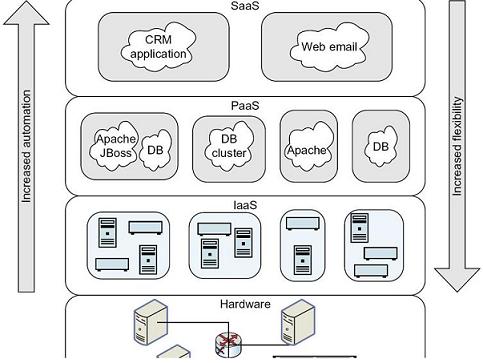 SaaS
CRM
application
Web email
PaaS
Apache
JBoss
DB
DB
cluster
Apache
DB
IaaS
Hardware
Increased automation
Increased flexibility